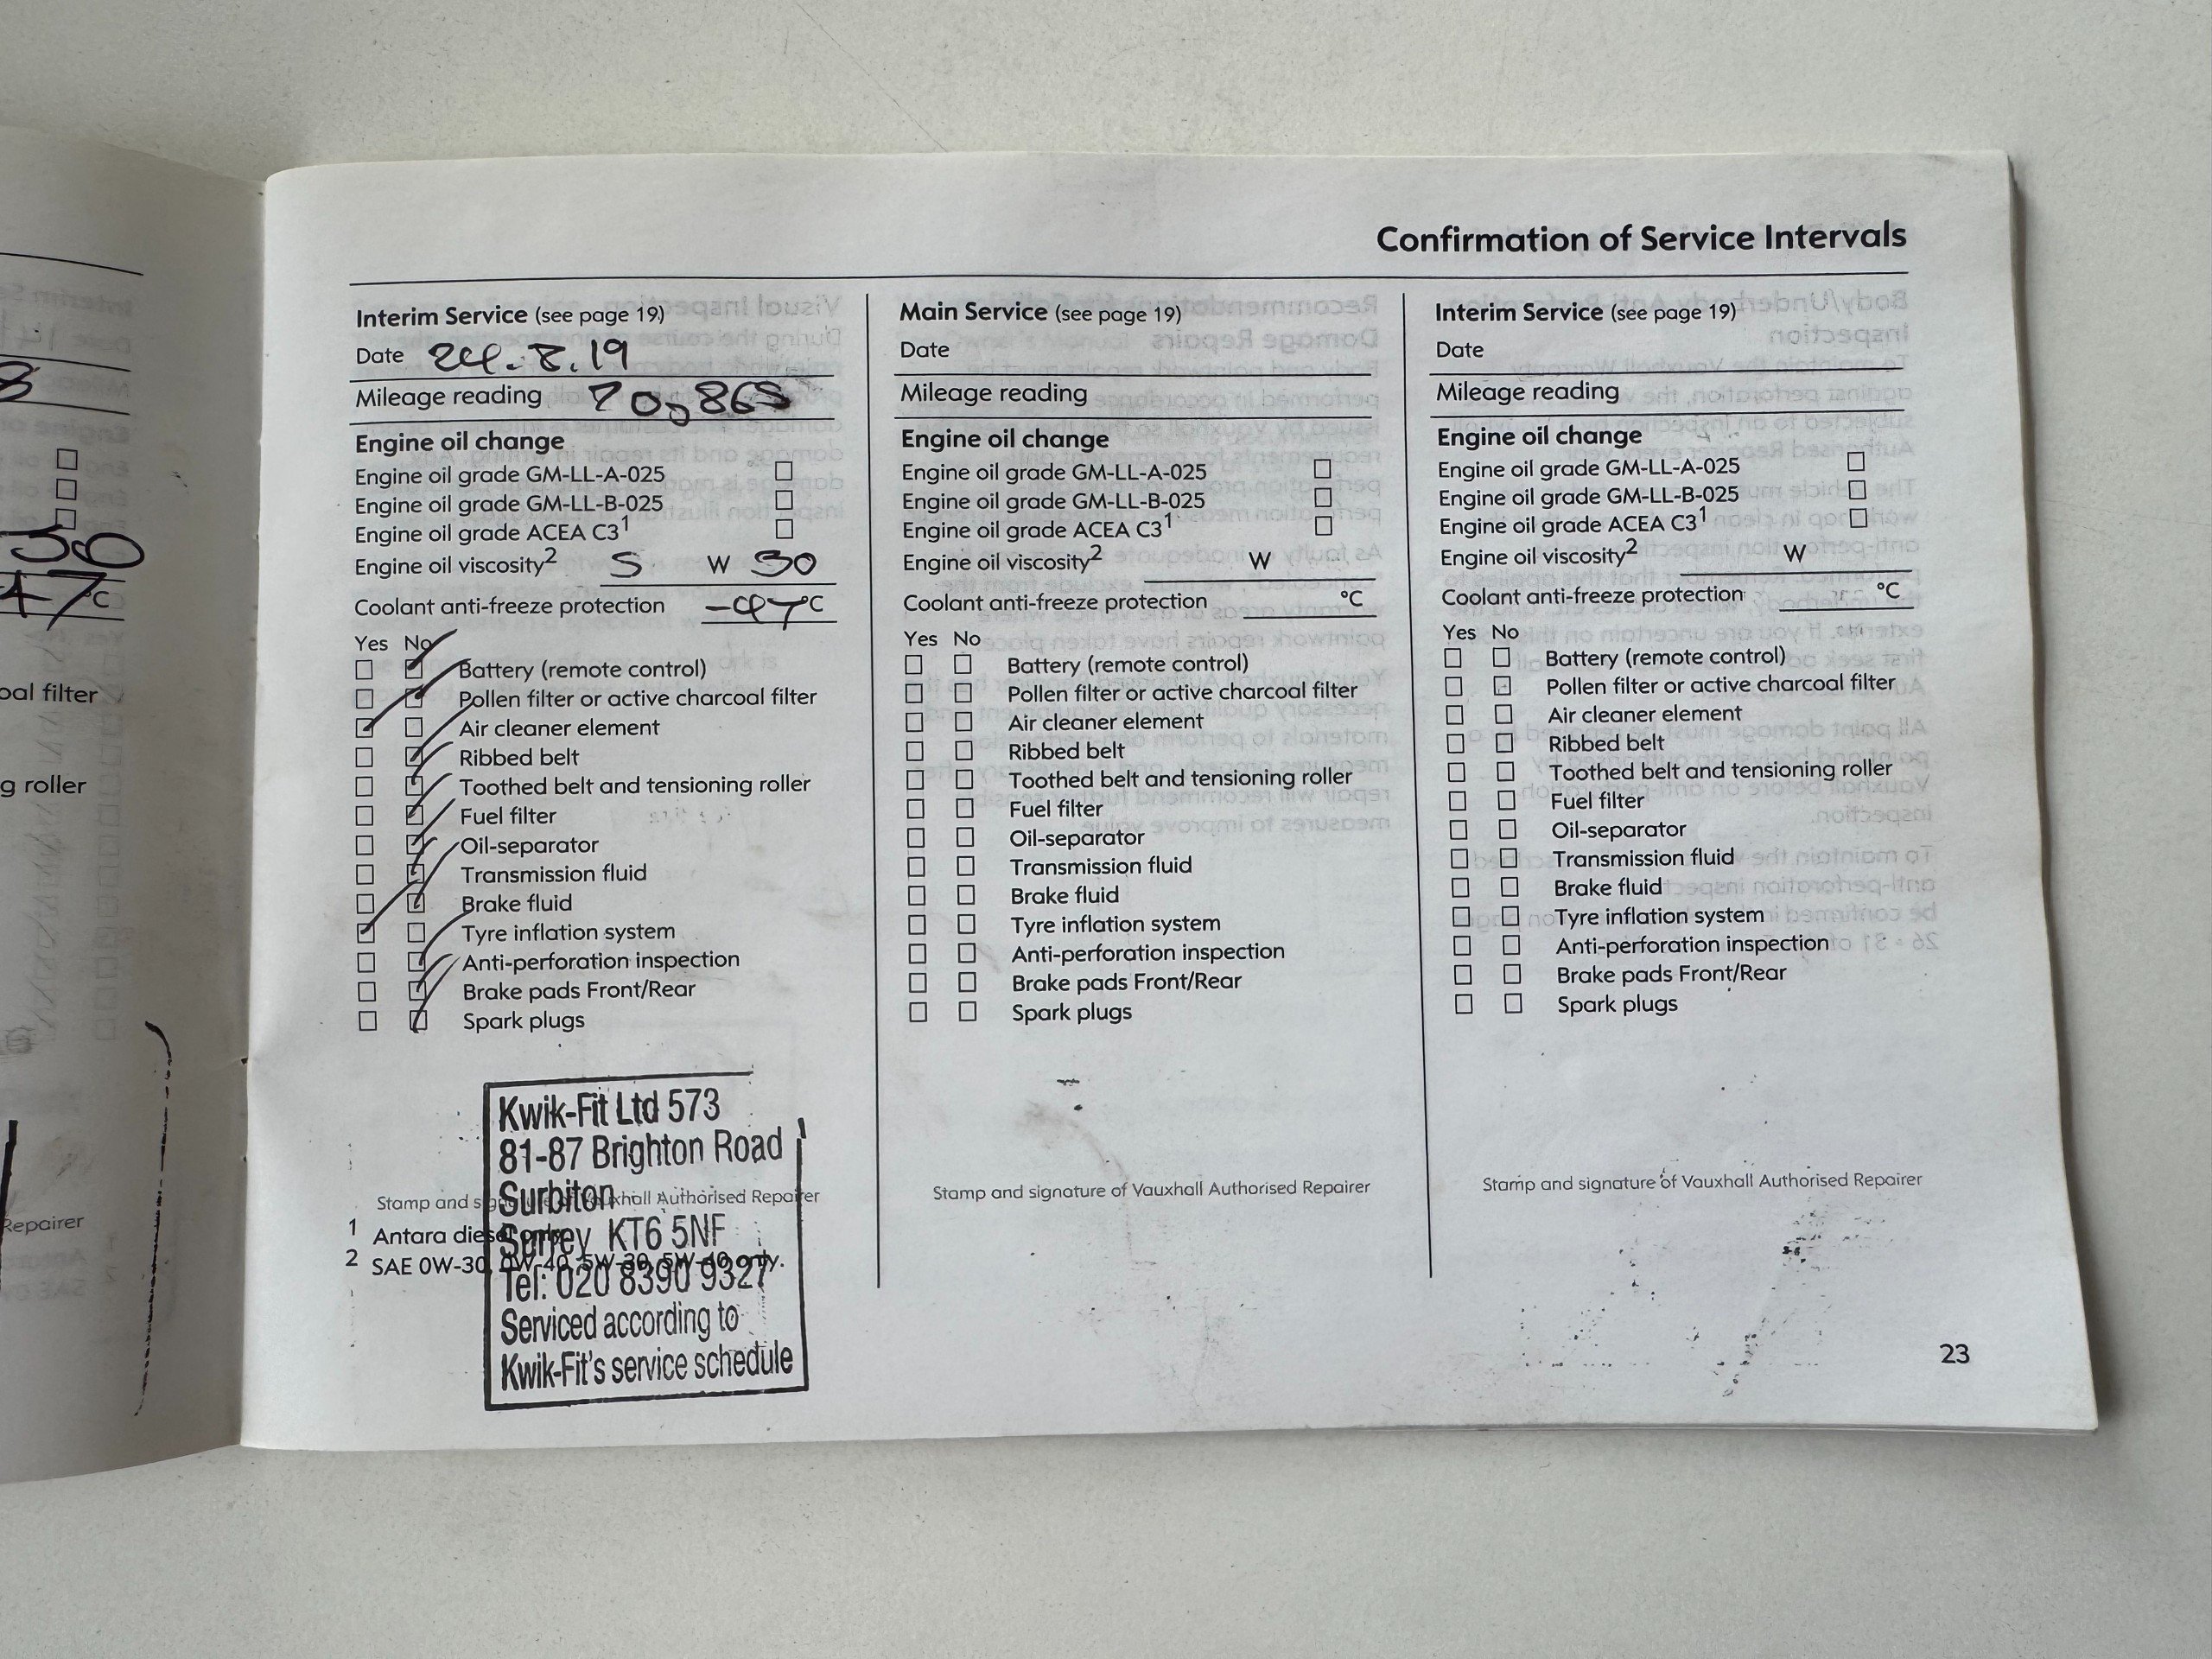 30
47°C
oal filter
g roller
Repairer
Confirmation of Service Intervals
Interim Service (see page 19)
Date 24.8.19
Mileage reading 70,865
Engine oil change
Engine oil grade GM-LL-A-025
Engine oil grade GM-LL-B-025
Engine oil grade ACEA C3¹
Engine oil viscosity² 5 W 30
Coolant anti-freeze protection -47°C
Yes No
Battery (remote control)
Pollen filter or active charcoal filter
Air cleaner element
Ribbed belt
Toothed belt and tensioning roller
Fuel filter
Oil-separator
Transmission fluid
Brake fluid
Tyre inflation system
Anti-perforation inspection
Brake pads Front/Rear
Spark plugs
Kwik-Fit Ltd 573
81-87 Brighton Road
Surbiton
Surrey KT6 5NF
Tel: 020 8390 9327
Serviced according to
Kwik-Fit's service schedule
Stamp and signature of Vauxhall Authorised Repairer
1 Antara diesel only.
2 SAE 0W-30, 0W-40, 5W-30, 5W-40 only.
Main Service (see page 19)
Date
Mileage reading
Engine oil change
Engine oil grade GM-LL-A-025
Engine oil grade GM-LL-B-025
Engine oil grade ACEA C3¹
Engine oil viscosity² W
Coolant anti-freeze protection °C
Yes No
Battery (remote control)
Pollen filter or active charcoal filter
Air cleaner element
Ribbed belt
Toothed belt and tensioning roller
Fuel filter
Oil-separator
Transmission fluid
Brake fluid
Tyre inflation system
Anti-perforation inspection
Brake pads Front/Rear
Spark plugs
Stamp and signature of Vauxhall Authorised Repairer
Interim Service (see page 19)
Date
Mileage reading
Engine oil change
Engine oil grade GM-LL-A-025
Engine oil grade GM-LL-B-025
Engine oil grade ACEA C3¹
Engine oil viscosity² W
Coolant anti-freeze protection °C
Yes No
Battery (remote control)
Pollen filter or active charcoal filter
Air cleaner element
Ribbed belt
Toothed belt and tensioning roller
Fuel filter
Oil-separator
Transmission fluid
Brake fluid
Tyre inflation system
Anti-perforation inspection
Brake pads Front/Rear
Spark plugs
Stamp and signature of Vauxhall Authorised Repairer
23